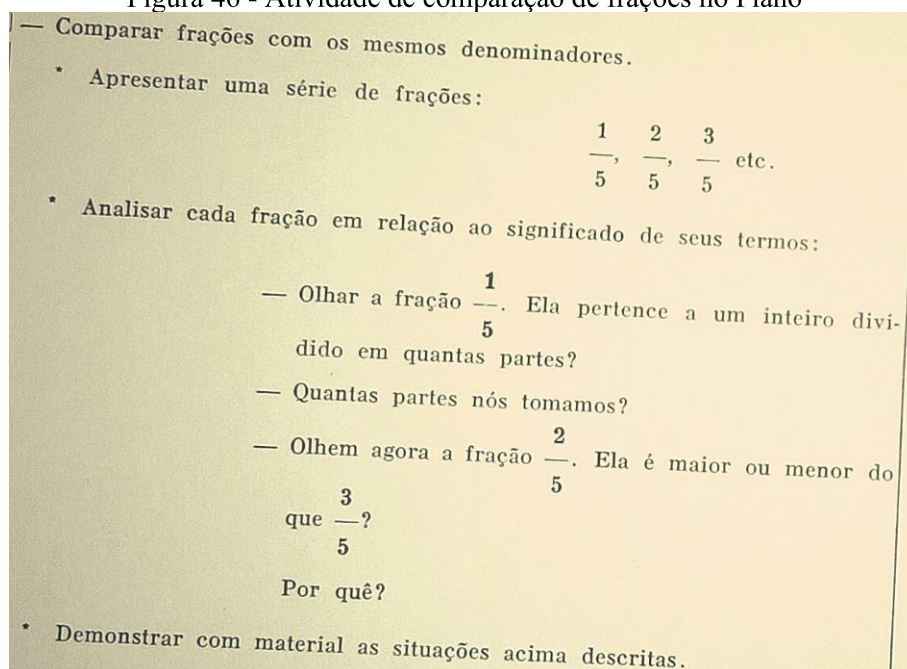 Figura 46 - Atividade de comparação de frações no Plano
— Comparar frações com os mesmos denominadores.
* Apresentar uma série de frações:
1/5, 2/5, 3/5 etc.
* Analisar cada fração em relação ao significado de seus termos:
— Olhar a fração 1/5. Ela pertence a um inteiro divi-
dido em quantas partes?
— Quantas partes nós tomamos?
— Olhem agora a fração 2/5. Ela é maior ou menor do
que 3/5?
Por quê?
* Demonstrar com material as situações acima descritas.